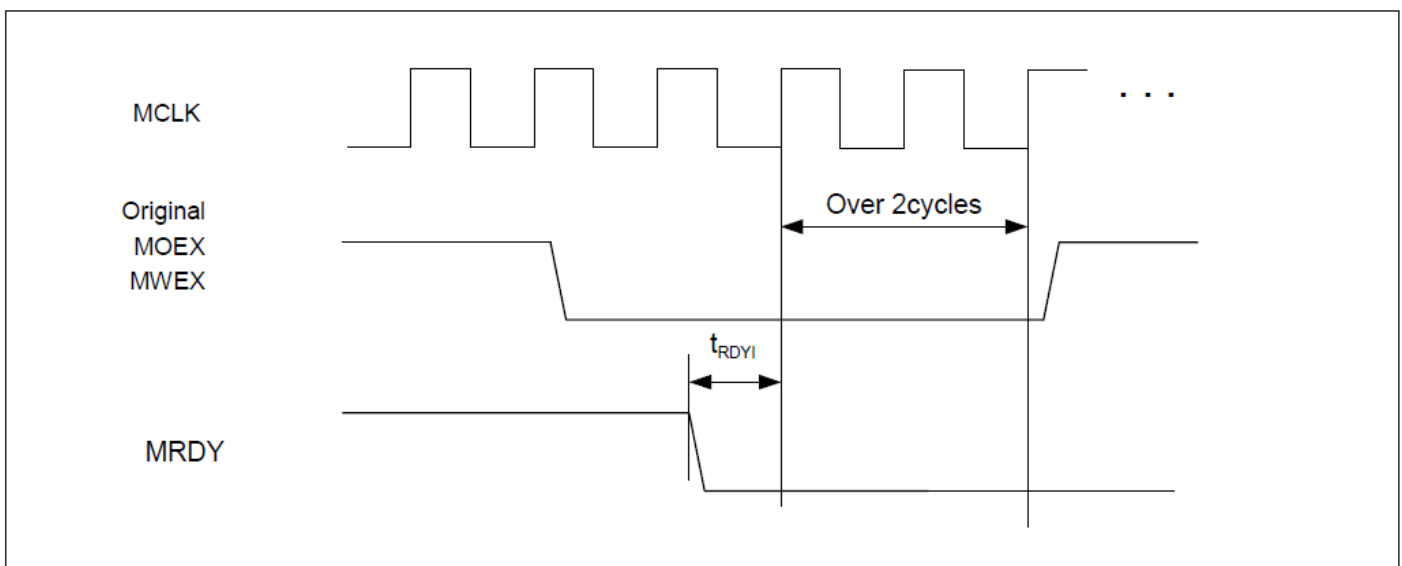 MCLK
. . .
Original
MOEX
MWEX
Over 2cycles
tRDYI
MRDY